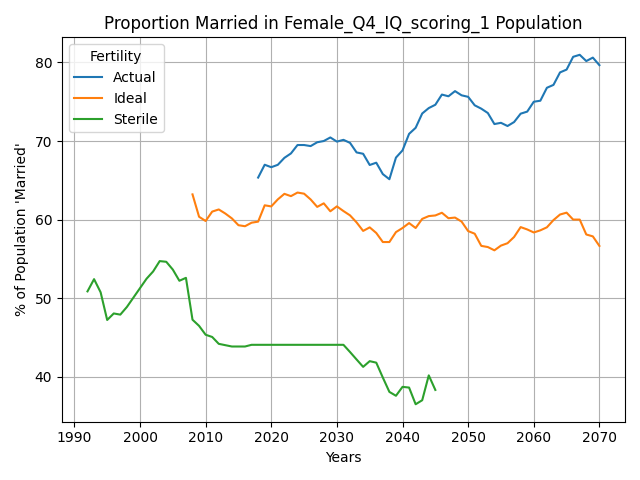 Proportion Married in Female_Q4_IQ_scoring_1 Population
Fertility
Actual
Ideal
Sterile
% of Population 'Married'
80
70
60
50
40
1990 2000 2010 2020 2030 2040 2050 2060 2070
Years